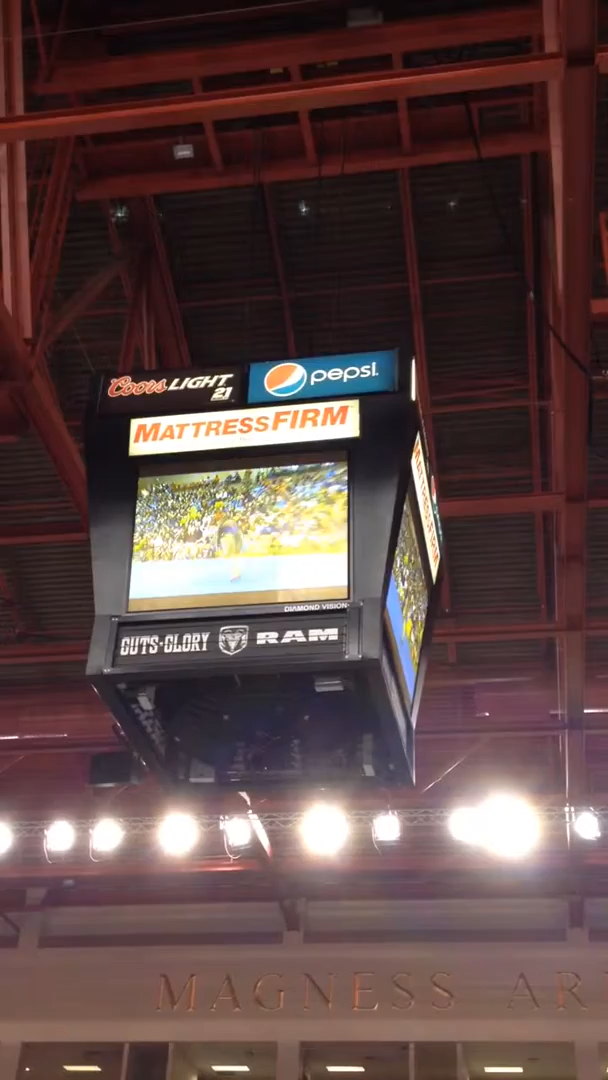 Coors LIGHT
21
pepsi
MATTRESSFIRM
DIAMOND VISION
GUTS·GLORY RAM
MAGNESS AR